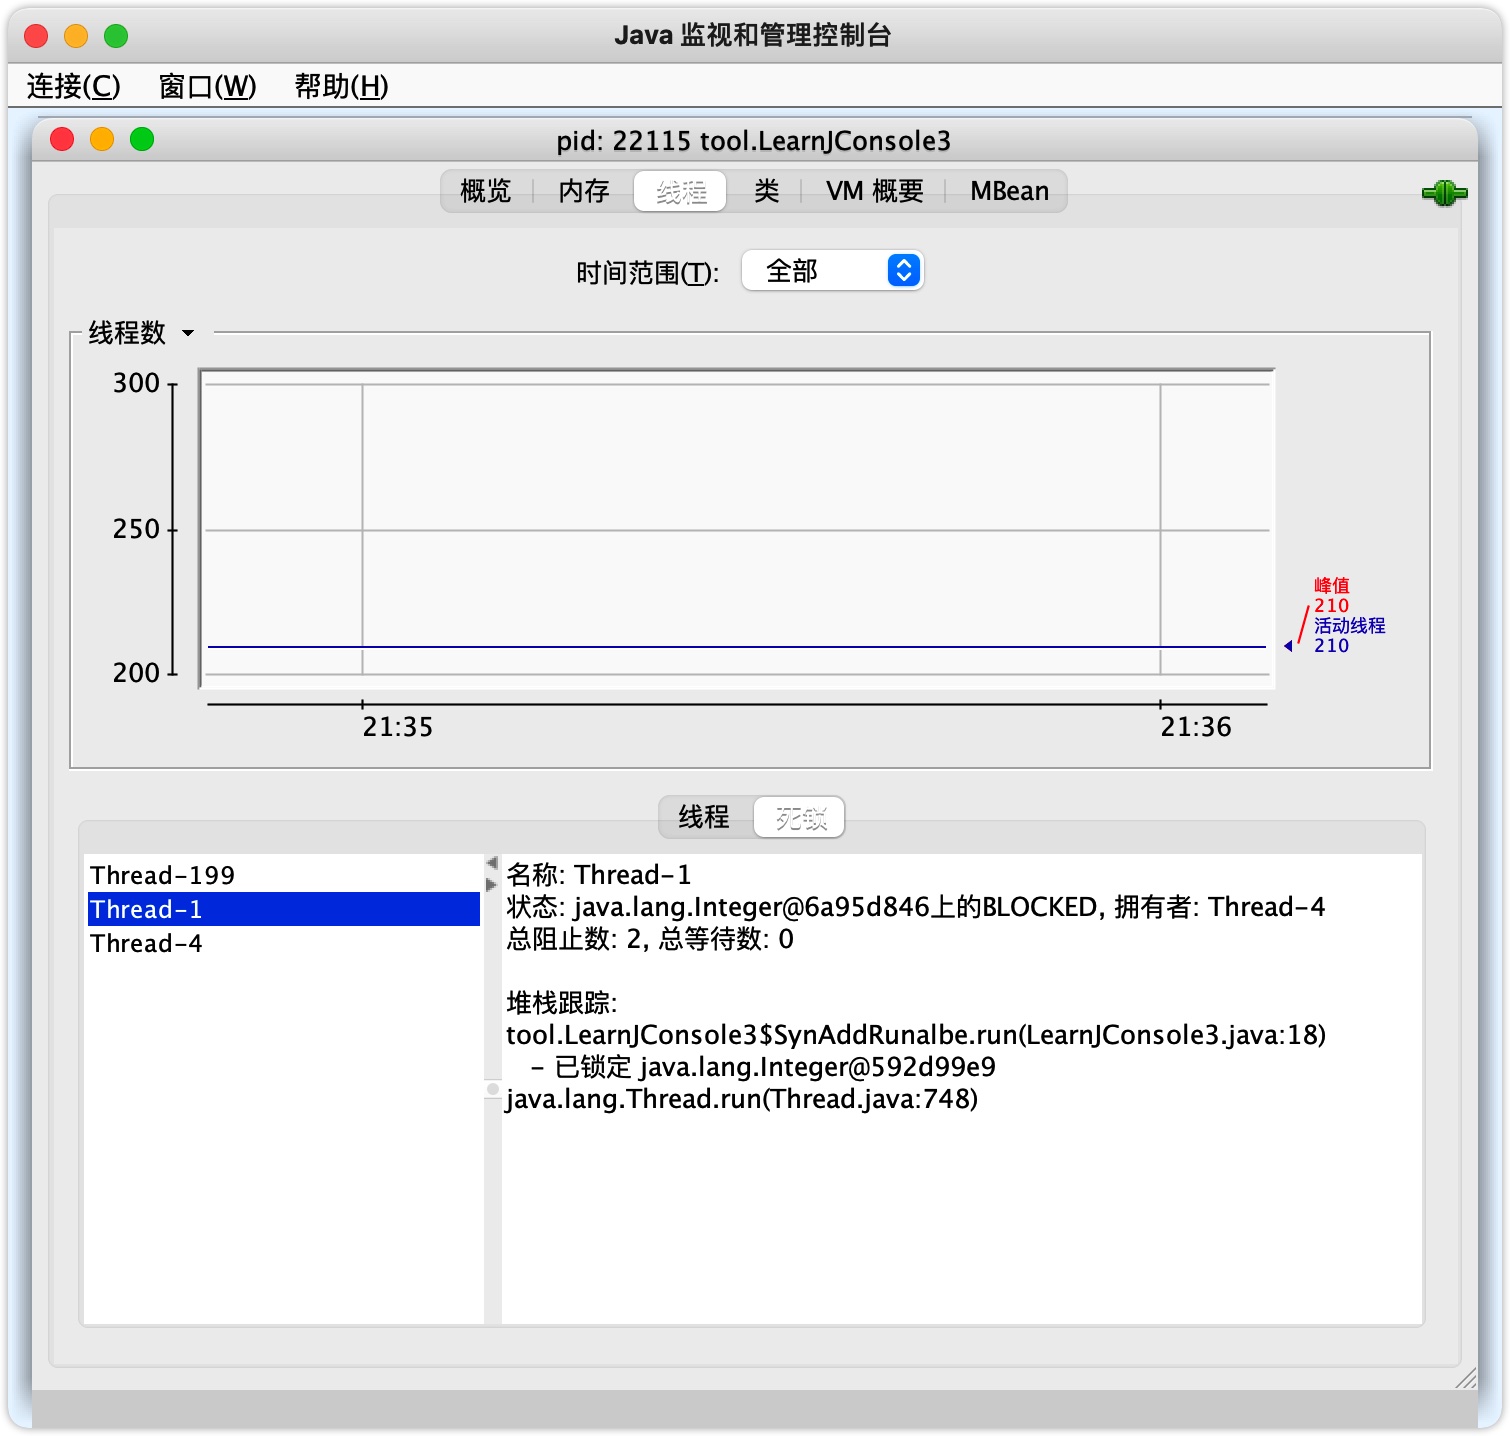 Java 监视和管理控制台
连接(C) 窗口(W) 帮助(H)
pid: 22115 tool.LearnJConsole3
概览 内存 线程 类 VM 概要 MBean
时间范围(T): 全部
线程数
300
250
200
峰值
210
活动线程
210
21:35 21:36
线程 死锁
Thread-199
Thread-1
Thread-4
名称: Thread-1
状态: java.lang.Integer@6a95d846上的BLOCKED, 拥有者: Thread-4
总阻止数: 2, 总等待数: 0
堆栈跟踪:
tool.LearnJConsole3$SynAddRunalbe.run(LearnJConsole3.java:18)
- 已锁定 java.lang.Integer@592d99e9
java.lang.Thread.run(Thread.java:748)